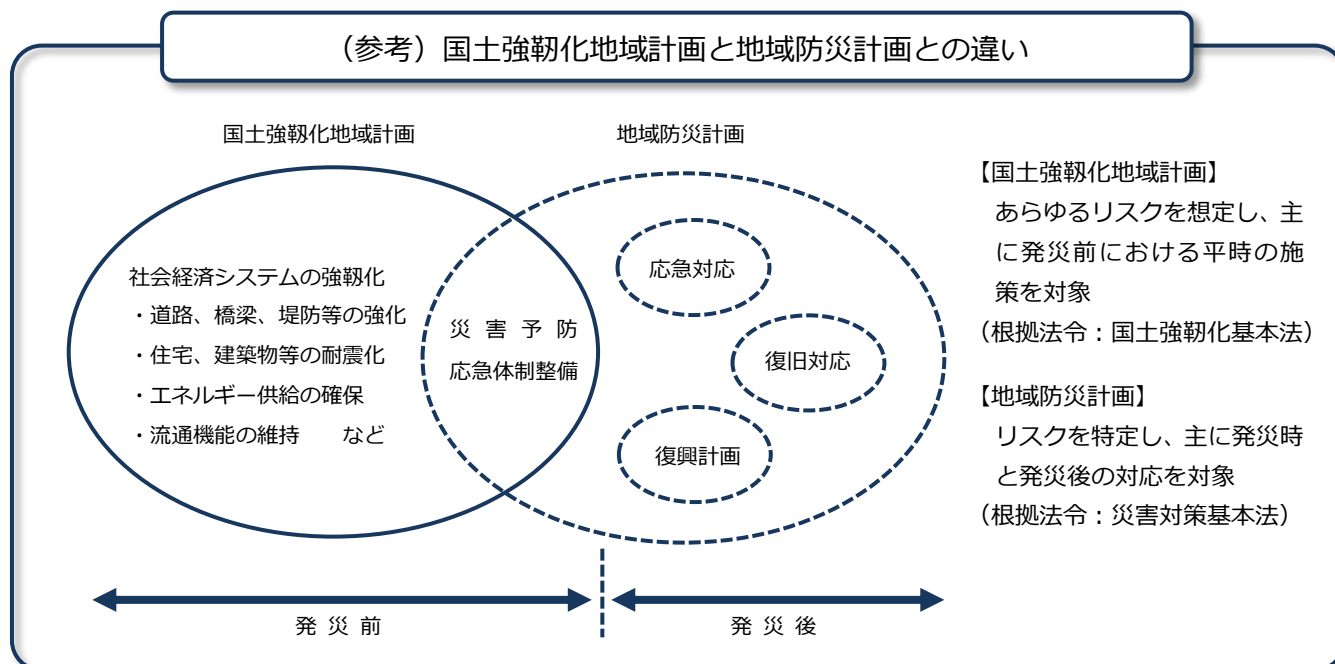 （参考）国土強靱化地域計画と地域防災計画との違い
国土強靱化地域計画
地域防災計画
社会経済システムの強靱化
・道路、橋梁、堤防等の強化
・住宅、建築物等の耐震化
・エネルギー供給の確保
・流通機能の維持　　など
災 害 予 防
応急体制整備
応急対応
復旧対応
復興計画
【国土強靱化地域計画】
あらゆるリスクを想定し、主
に発災前における平時の施
策を対象
（根拠法令：国土強靱化基本法）
【地域防災計画】
リスクを特定し、主に発災時
と発災後の対応を対象
（根拠法令：災害対策基本法）
発 災 前
発 災 後